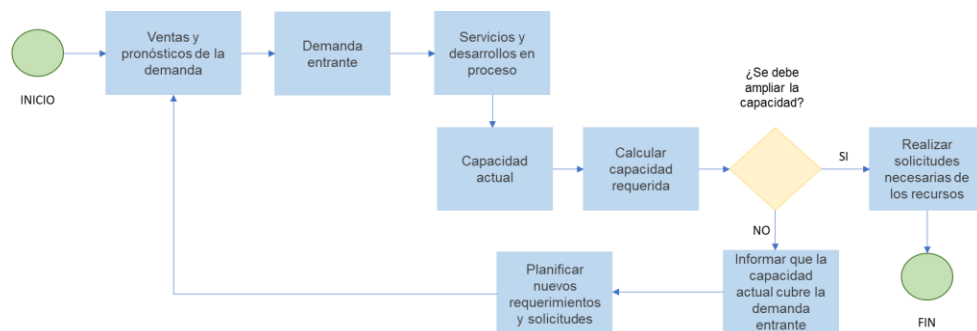 INICIO
Ventas y
pronósticos de la
demanda
Demanda
entrante
Servicios y
desarrollos en
proceso
Capacidad
actual
Calcular
capacidad
requerida
¿Se debe
ampliar la
capacidad?
SI
Realizar
solicitudes
necesarias de
los recursos
FIN
NO
Informar que la
capacidad
actual cubre la
demanda
entrante
Planificar
nuevos
requerimientos
y solicitudes